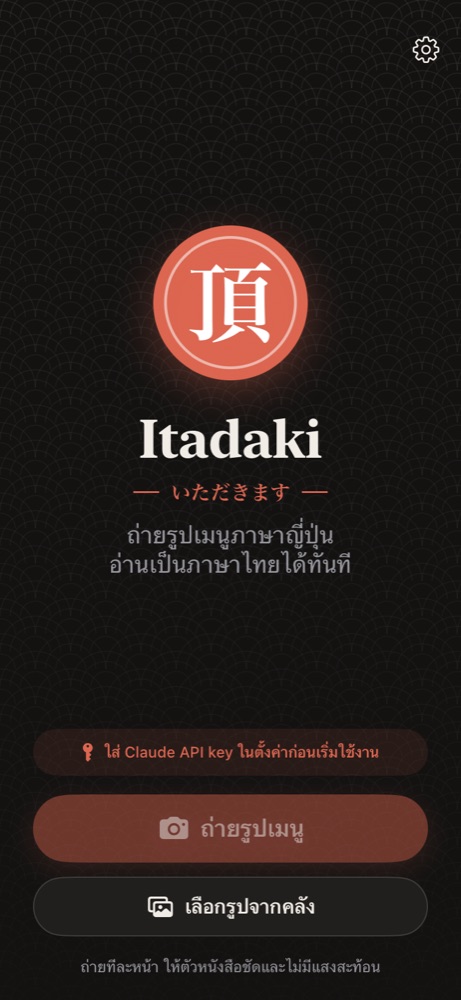 頂
Itadaki
いただきます
ถ่ายรูปเมนูภาษาญี่ปุ่น
อ่านเป็นภาษาไทยได้ทันที
ใส่ Claude API key ในตั้งค่าก่อนเริ่มใช้งาน
ถ่ายรูปเมนู
เลือกรูปจากคลัง
ถ่ายทีละหน้า ให้ตัวหนังสือชัดและไม่มีแสงสะท้อน